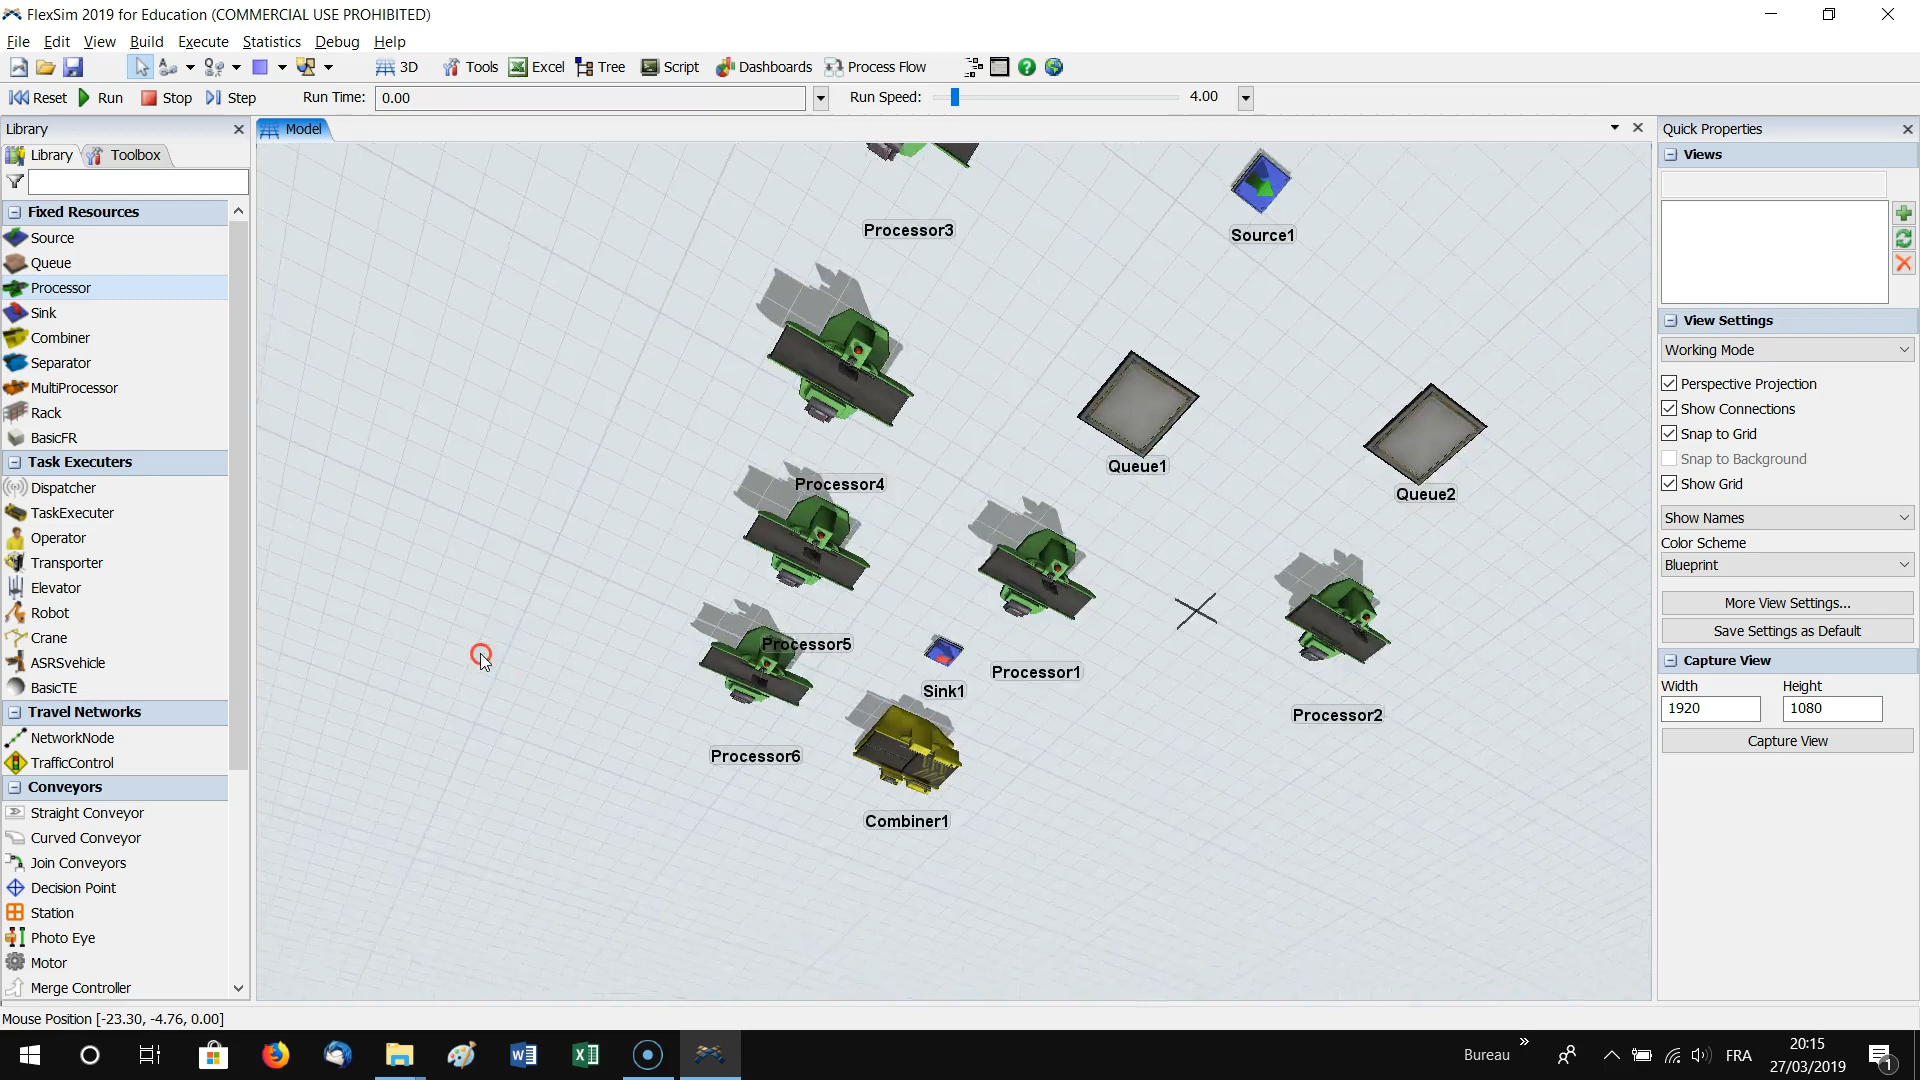 FlexSim 2019 for Education (COMMERCIAL USE PROHIBITED)
File Edit View Build Execute Statistics Debug Help
3D Tools Excel Tree Script Dashboards Process Flow
Reset Run Stop Step Run Time: 0.00 Run Speed: 4.00
Library
Library Toolbox
Fixed Resources
Source
Queue
Processor
Sink
Combiner
Separator
MultiProcessor
Rack
BasicFR
Task Executers
Dispatcher
TaskExecuter
Operator
Transporter
Elevator
Robot
Crane
ASRSvehicle
BasicTE
Travel Networks
NetworkNode
TrafficControl
Conveyors
Straight Conveyor
Curved Conveyor
Join Conveyors
Decision Point
Station
Photo Eye
Motor
Merge Controller
Model
Processor3
Source1
Queue1
Processor4
Queue2
Processor5
Processor1
Sink1
Processor2
Processor6
Combiner1
Quick Properties
Views
View Settings
Working Mode
Perspective Projection
Show Connections
Snap to Grid
Snap to Background
Show Grid
Show Names
Color Scheme
Blueprint
More View Settings...
Save Settings as Default
Capture View
Width Height
1920 1080
Capture View
Mouse Position [-23.30, -4.76, 0.00]
Bureau
FRA
20:15
27/03/2019
1